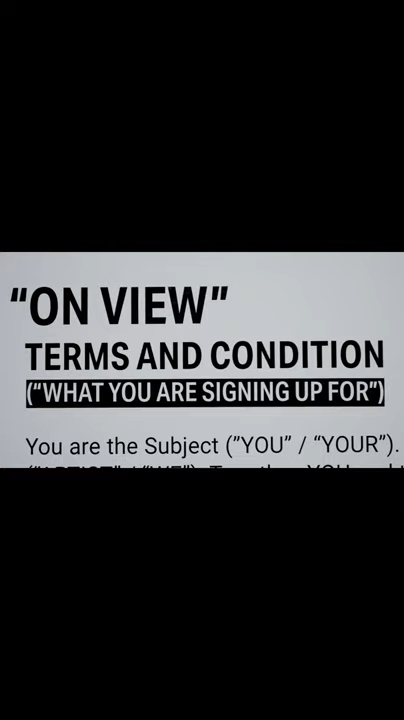 “ON VIEW”
TERMS AND CONDITION
(“WHAT YOU ARE SIGNING UP FOR”)
You are the Subject (”YOU” / “YOUR”).